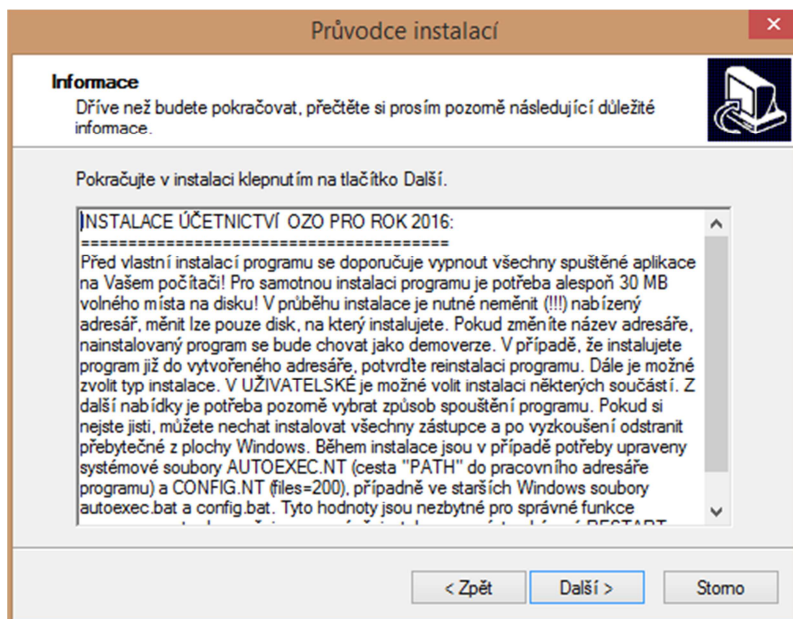 Průvodce instalací
Informace
Dříve než budete pokračovat, přečtěte si prosím pozorně následující důležité
informace.
Pokračujte v instalaci klepnutím na tlačítko Další.
INSTALACE ÚČETNICTVÍ OZO PRO ROK 2016:
=======================================
Před vlastní instalací programu se doporučuje vypnout všechny spuštěné aplikace
na Vašem počítači! Pro samotnou instalaci programu je potřeba alespoň 30 MB
volného místa na disku! V průběhu instalace je nutné neměnit (!!!) nabízený
adresář, měnit lze pouze disk, na který instalujete. Pokud změníte název adresáře,
nainstalovaný program se bude chovat jako demoverze. V případě, že instalujete
program již do vytvořeného adresáře, potvrďte reinstalaci programu. Dále je možné
zvolit typ instalace. V UŽIVATELSKÉ je možné volit instalaci některých součástí. Z
další nabídky je potřeba pozorně vybrat způsob spouštění programu. Pokud si
nejste jisti, můžete nechat instalovat všechny zástupce a po vyzkoušení odstranit
přebytečné z plochy Windows. Během instalace jsou v případě potřeby upraveny
systémové soubory AUTOEXEC.NT (cesta "PATH" do pracovního adresáře
programu) a CONFIG.NT (files=200), případně ve starších Windows soubory
autoexec.bat a config.bat. Tyto hodnoty jsou nezbytné pro správné funkce
RESTART
< Zpět
Další >
Storno